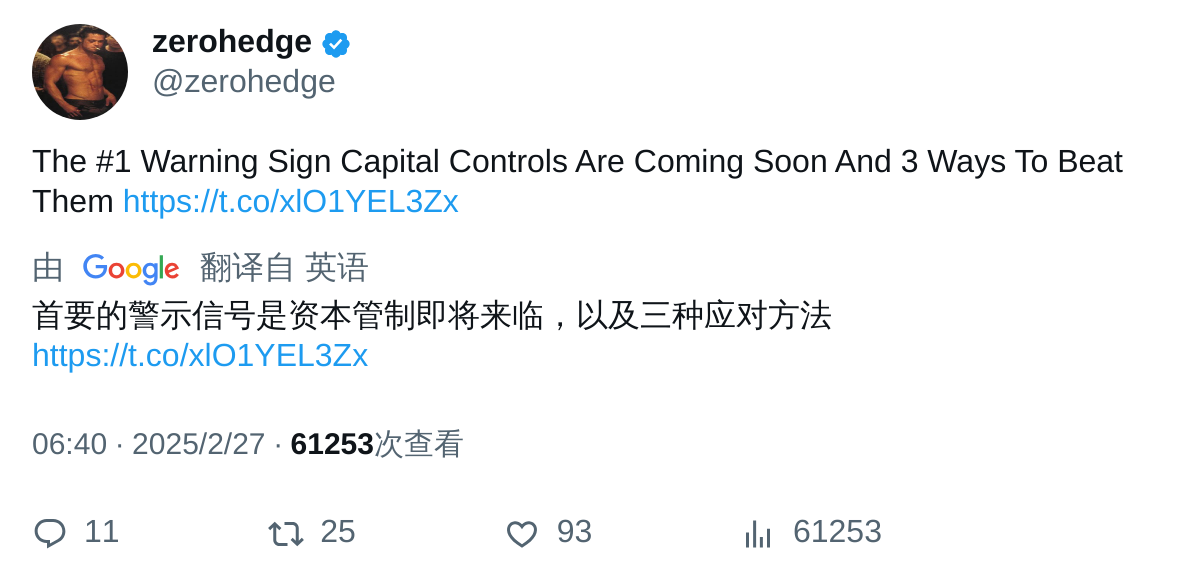 zerohedge
@zerohedge
The #1 Warning Sign Capital Controls Are Coming Soon And 3 Ways To Beat
Them https://t.co/xlO1YEL3Zx
由 Google 翻译自 英语
首要的警示信号是资本管制即将来临，以及三种应对方法
https://t.co/xlO1YEL3Zx
06:40 · 2025/2/27 · 61253次查看
11 25 93 61253